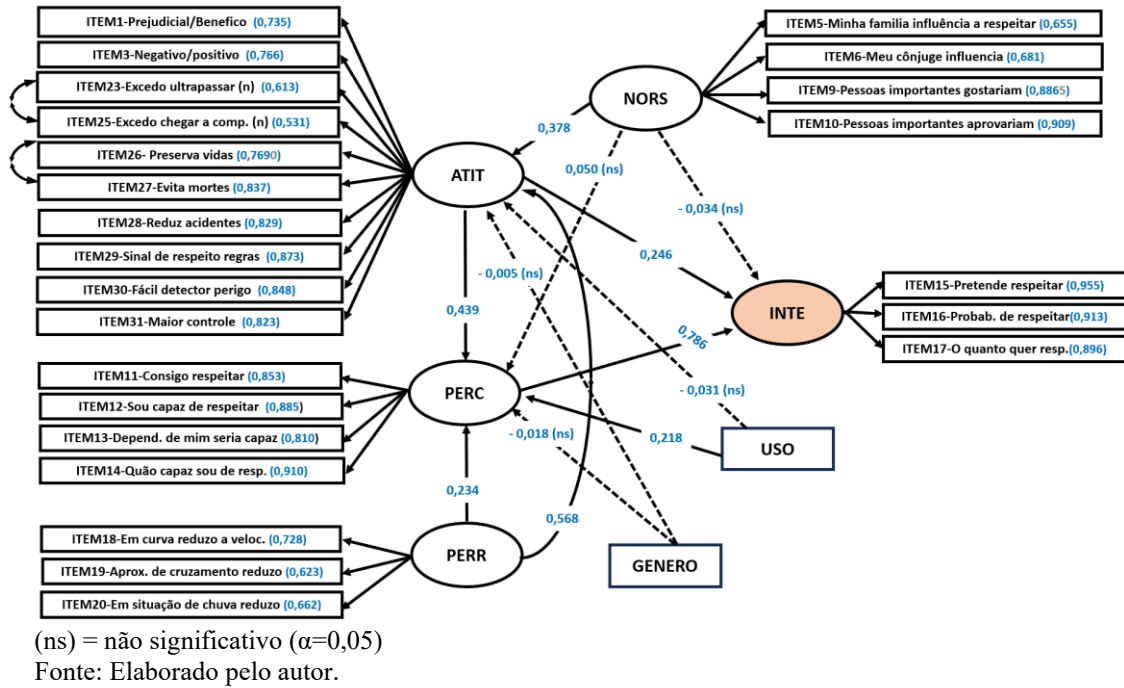 ITEM1-Prejudicial/Benefico (0,735)
ITEM3-Negativo/positivo (0,766)
ITEM23-Excedo ultrapassar (n) (0,613)
ITEM25-Excedo chegar a comp. (n) (0,531)
ITEM26- Preserva vidas (0,7690)
ITEM27-Evita mortes (0,837)
ITEM28-Reduz acidentes (0,829)
ITEM29-Sinal de respeito regras (0,873)
ITEM30-Fácil detector perigo (0,848)
ITEM31-Maior controle (0,823)
ITEM11-Consigo respeitar (0,853)
ITEM12-Sou capaz de respeitar (0,885)
ITEM13-Depend. de mim seria capaz (0,810)
ITEM14-Quão capaz sou de resp. (0,910)
ITEM18-Em curva reduzo a veloc. (0,728)
ITEM19-Aprox. de cruzamento reduzo (0,623)
ITEM20-Em situação de chuva reduzo (0,662)
ATIT
PERC
PERR
NORS
INTE
USO
GENERO
0,378
0,050 (ns)
- 0,034 (ns)
0,246
- 0,005 (ns)
0,439
0,786
- 0,031 (ns)
- 0,018 (ns)
0,218
0,234
0,568
ITEM5-Minha familia influência a respeitar (0,655)
ITEM6-Meu cônjuge influencia (0,681)
ITEM9-Pessoas importantes gostariam (0,8865)
ITEM10-Pessoas importantes aprovariam (0,909)
ITEM15-Pretende respeitar (0,955)
ITEM16-Probab. de respeitar(0,913)
ITEM17-O quanto quer resp.(0,896)
(ns) = não significativo (α=0,05)
Fonte: Elaborado pelo autor.